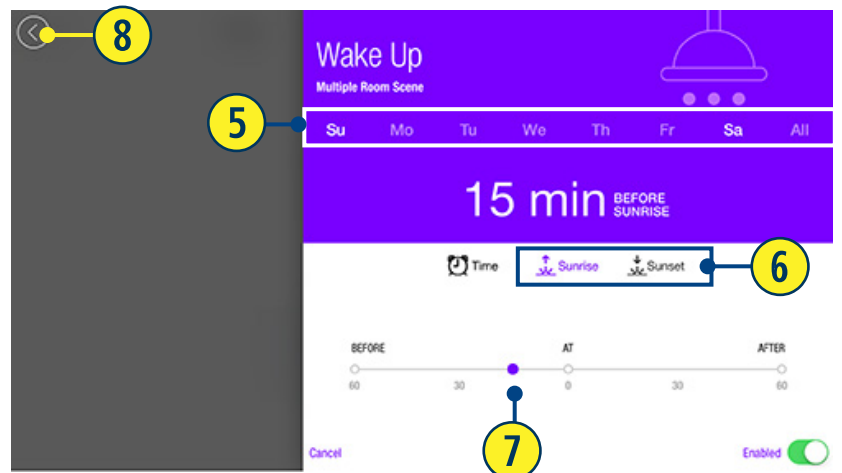 8
Wake Up
Multiple Room Scene
5
Su Mo Tu We Th Fr Sa All
15 min BEFORE SUNRISE
Time Sunrise Sunset
6
BEFORE AT AFTER
60 30 0 30 60
7
Cancel Enabled